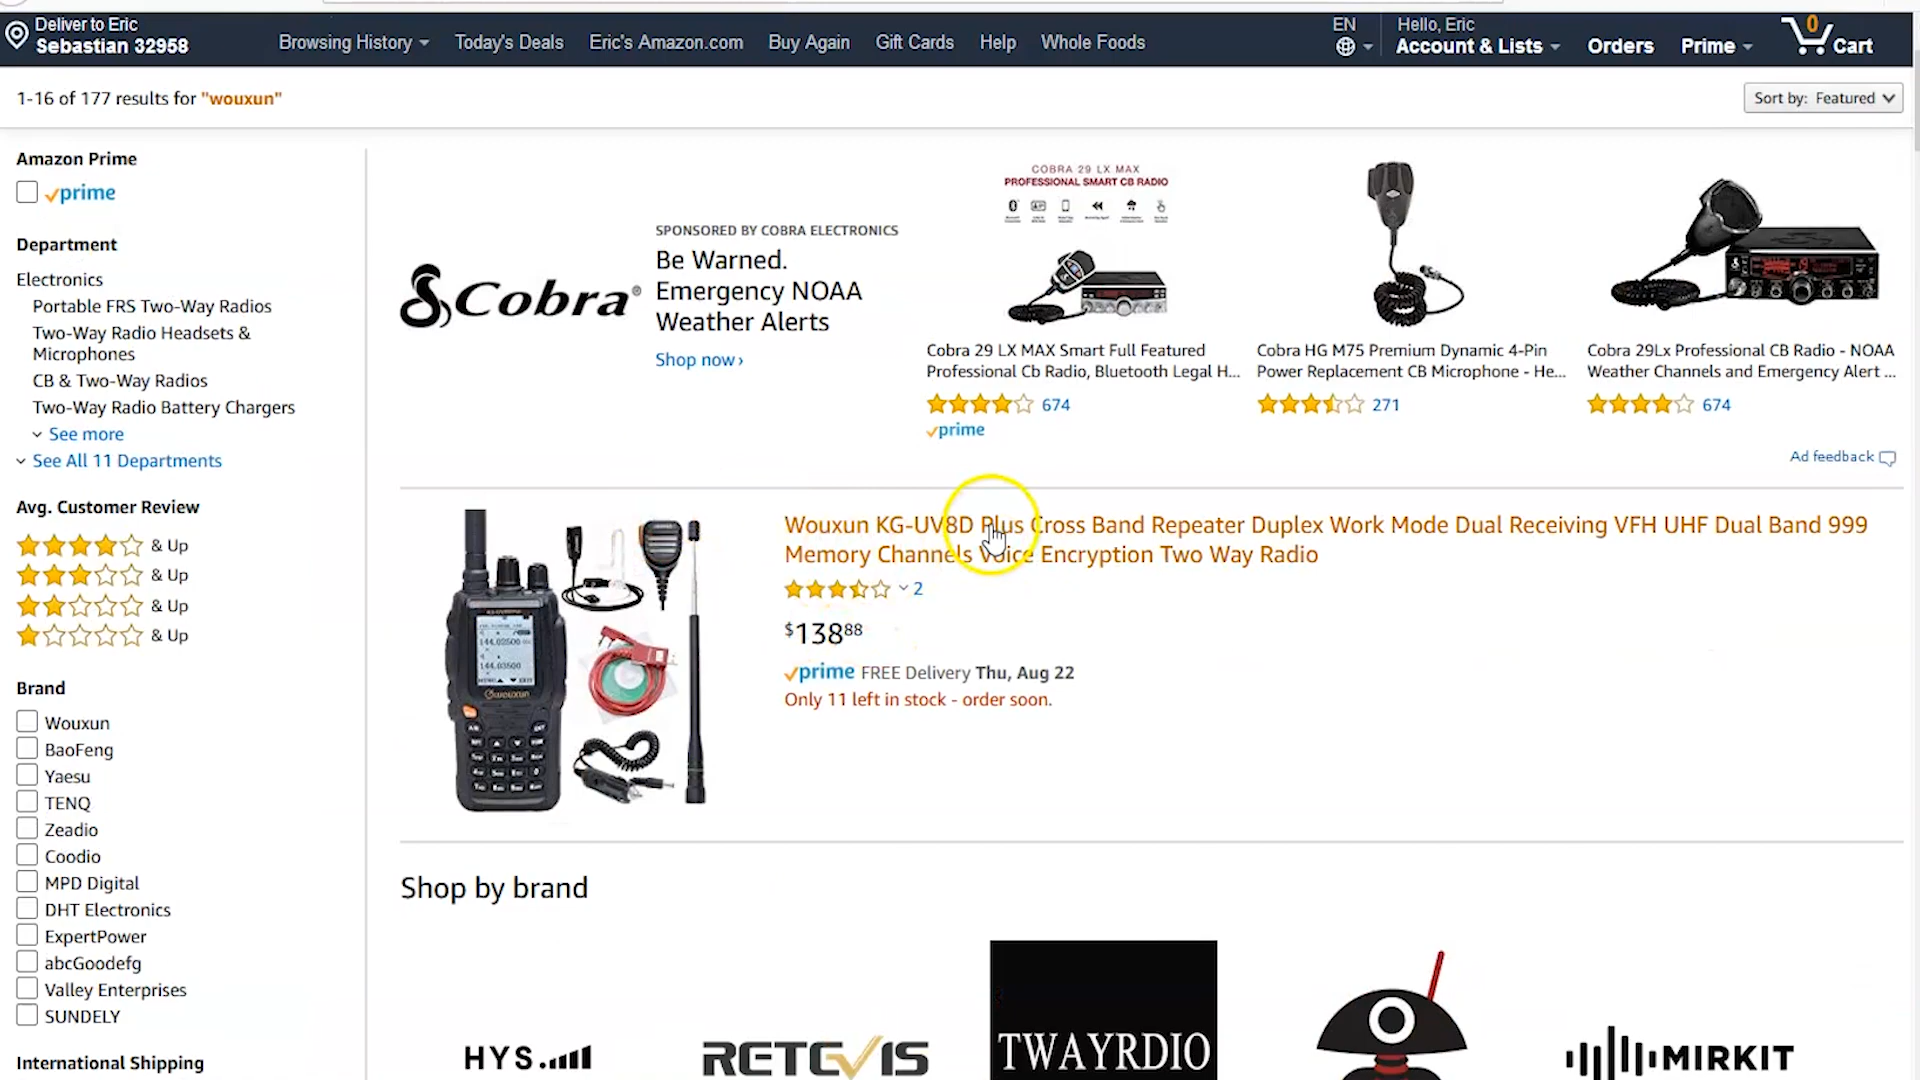 Deliver to Eric
Sebastian 32958
Browsing History
Today's Deals
Eric's Amazon.com
Buy Again
Gift Cards
Help
Whole Foods
EN
Hello, Eric
Account & Lists
Orders
Prime
0
Cart
1-16 of 177 results for "wouxun"
Sort by: Featured
Amazon Prime
prime
Department
Electronics
Portable FRS Two-Way Radios
Two-Way Radio Headsets &
Microphones
CB & Two-Way Radios
Two-Way Radio Battery Chargers
See more
See All 11 Departments
Avg. Customer Review
& Up
& Up
& Up
& Up
Brand
Wouxun
BaoFeng
Yaesu
TENQ
Zeadio
Coodio
MPD Digital
DHT Electronics
ExpertPower
abcGoodefg
Valley Enterprises
SUNDELY
International Shipping
Cobra®
SPONSORED BY COBRA ELECTRONICS
Be Warned.
Emergency NOAA
Weather Alerts
Shop now›
COBRA 29 LX MAX
PROFESSIONAL SMART CB RADIO
Cobra 29 LX MAX Smart Full Featured
Professional Cb Radio, Bluetooth Legal H...
674
prime
Cobra HG M75 Premium Dynamic 4-Pin
Power Replacement CB Microphone - He...
271
Cobra 29Lx Professional CB Radio - NOAA
Weather Channels and Emergency Alert ...
674
Ad feedback
Wouxun KG-UV8D Plus Cross Band Repeater Duplex Work Mode Dual Receiving VFH UHF Dual Band 999
Memory Channels Voice Encryption Two Way Radio
2
$138 88
prime FREE Delivery Thu, Aug 22
Only 11 left in stock - order soon.
144.02500
144.03500
WOUXUN
Shop by brand
HYS
RETEVIS
TWAYRDIO
MIRKIT